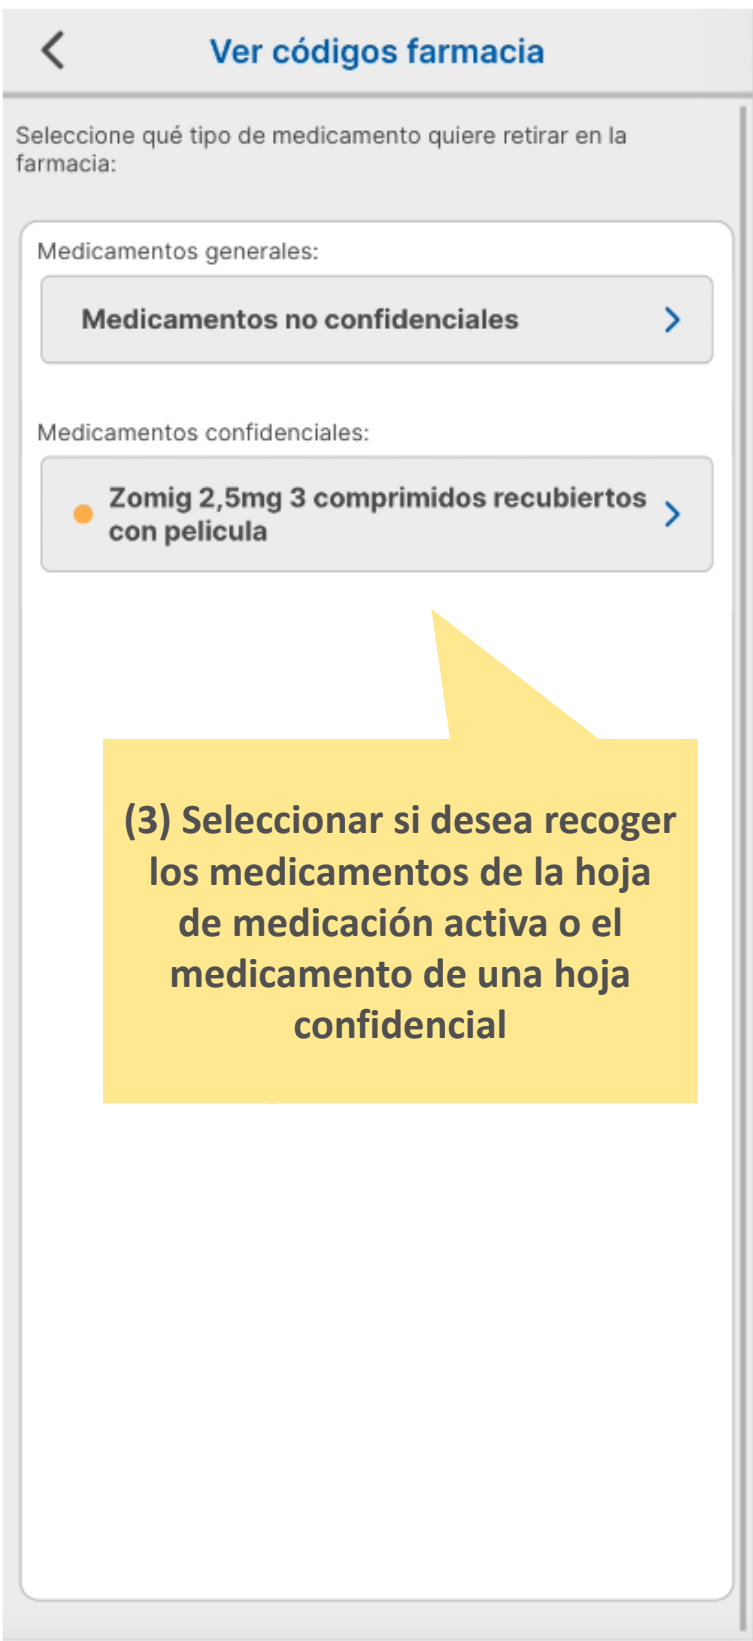 Ver códigos farmacia
Seleccione qué tipo de medicamento quiere retirar en la
farmacia:
Medicamentos generales:
Medicamentos no confidenciales
Medicamentos confidenciales:
Zomig 2,5mg 3 comprimidos recubiertos
con pelicula
(3) Seleccionar si desea recoger
los medicamentos de la hoja
de medicación activa o el
medicamento de una hoja
confidencial